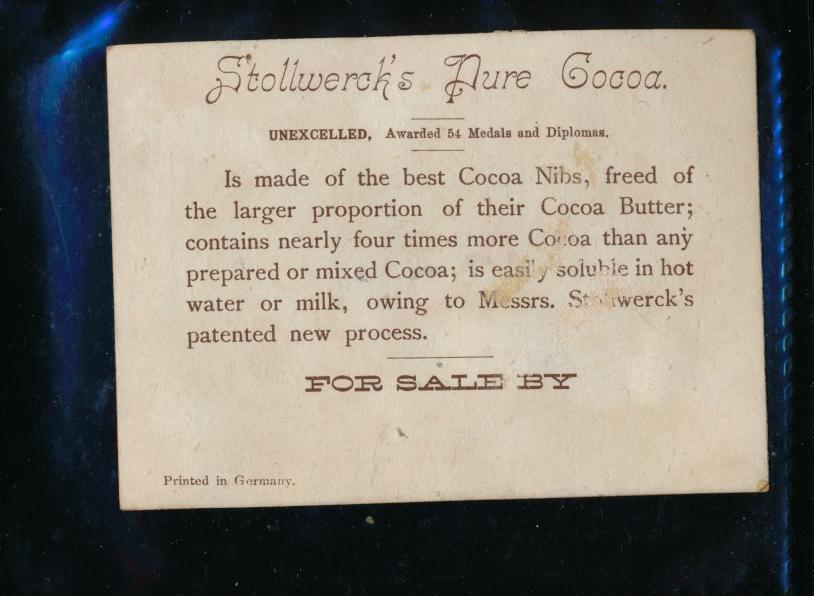 Stollwerck's Pure Cocoa.
UNEXCELLED, Awarded 54 Medals and Diplomas.
Is made of the best Cocoa Nibs, freed of
the larger proportion of their Cocoa Butter;
contains nearly four times more Cocoa than any
prepared or mixed Cocoa; is easily soluble in hot
water or milk, owing to Messrs. Stollwerck's
patented new process.
FOR SALE BY
Printed in Germany.